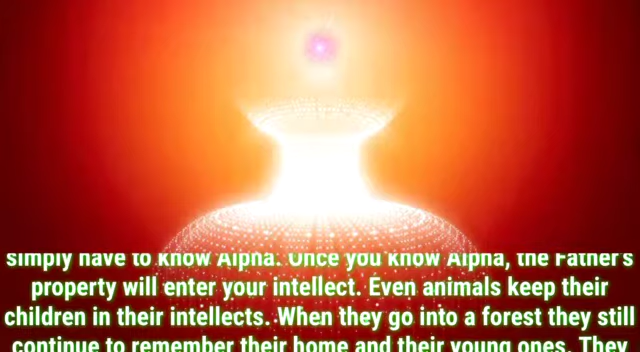 simply have to know Alpha. Once you know Alpha, the Father's
property will enter your intellect. Even animals keep their
children in their intellects. When they go into a forest they still
continue to remember their home and their young ones. They